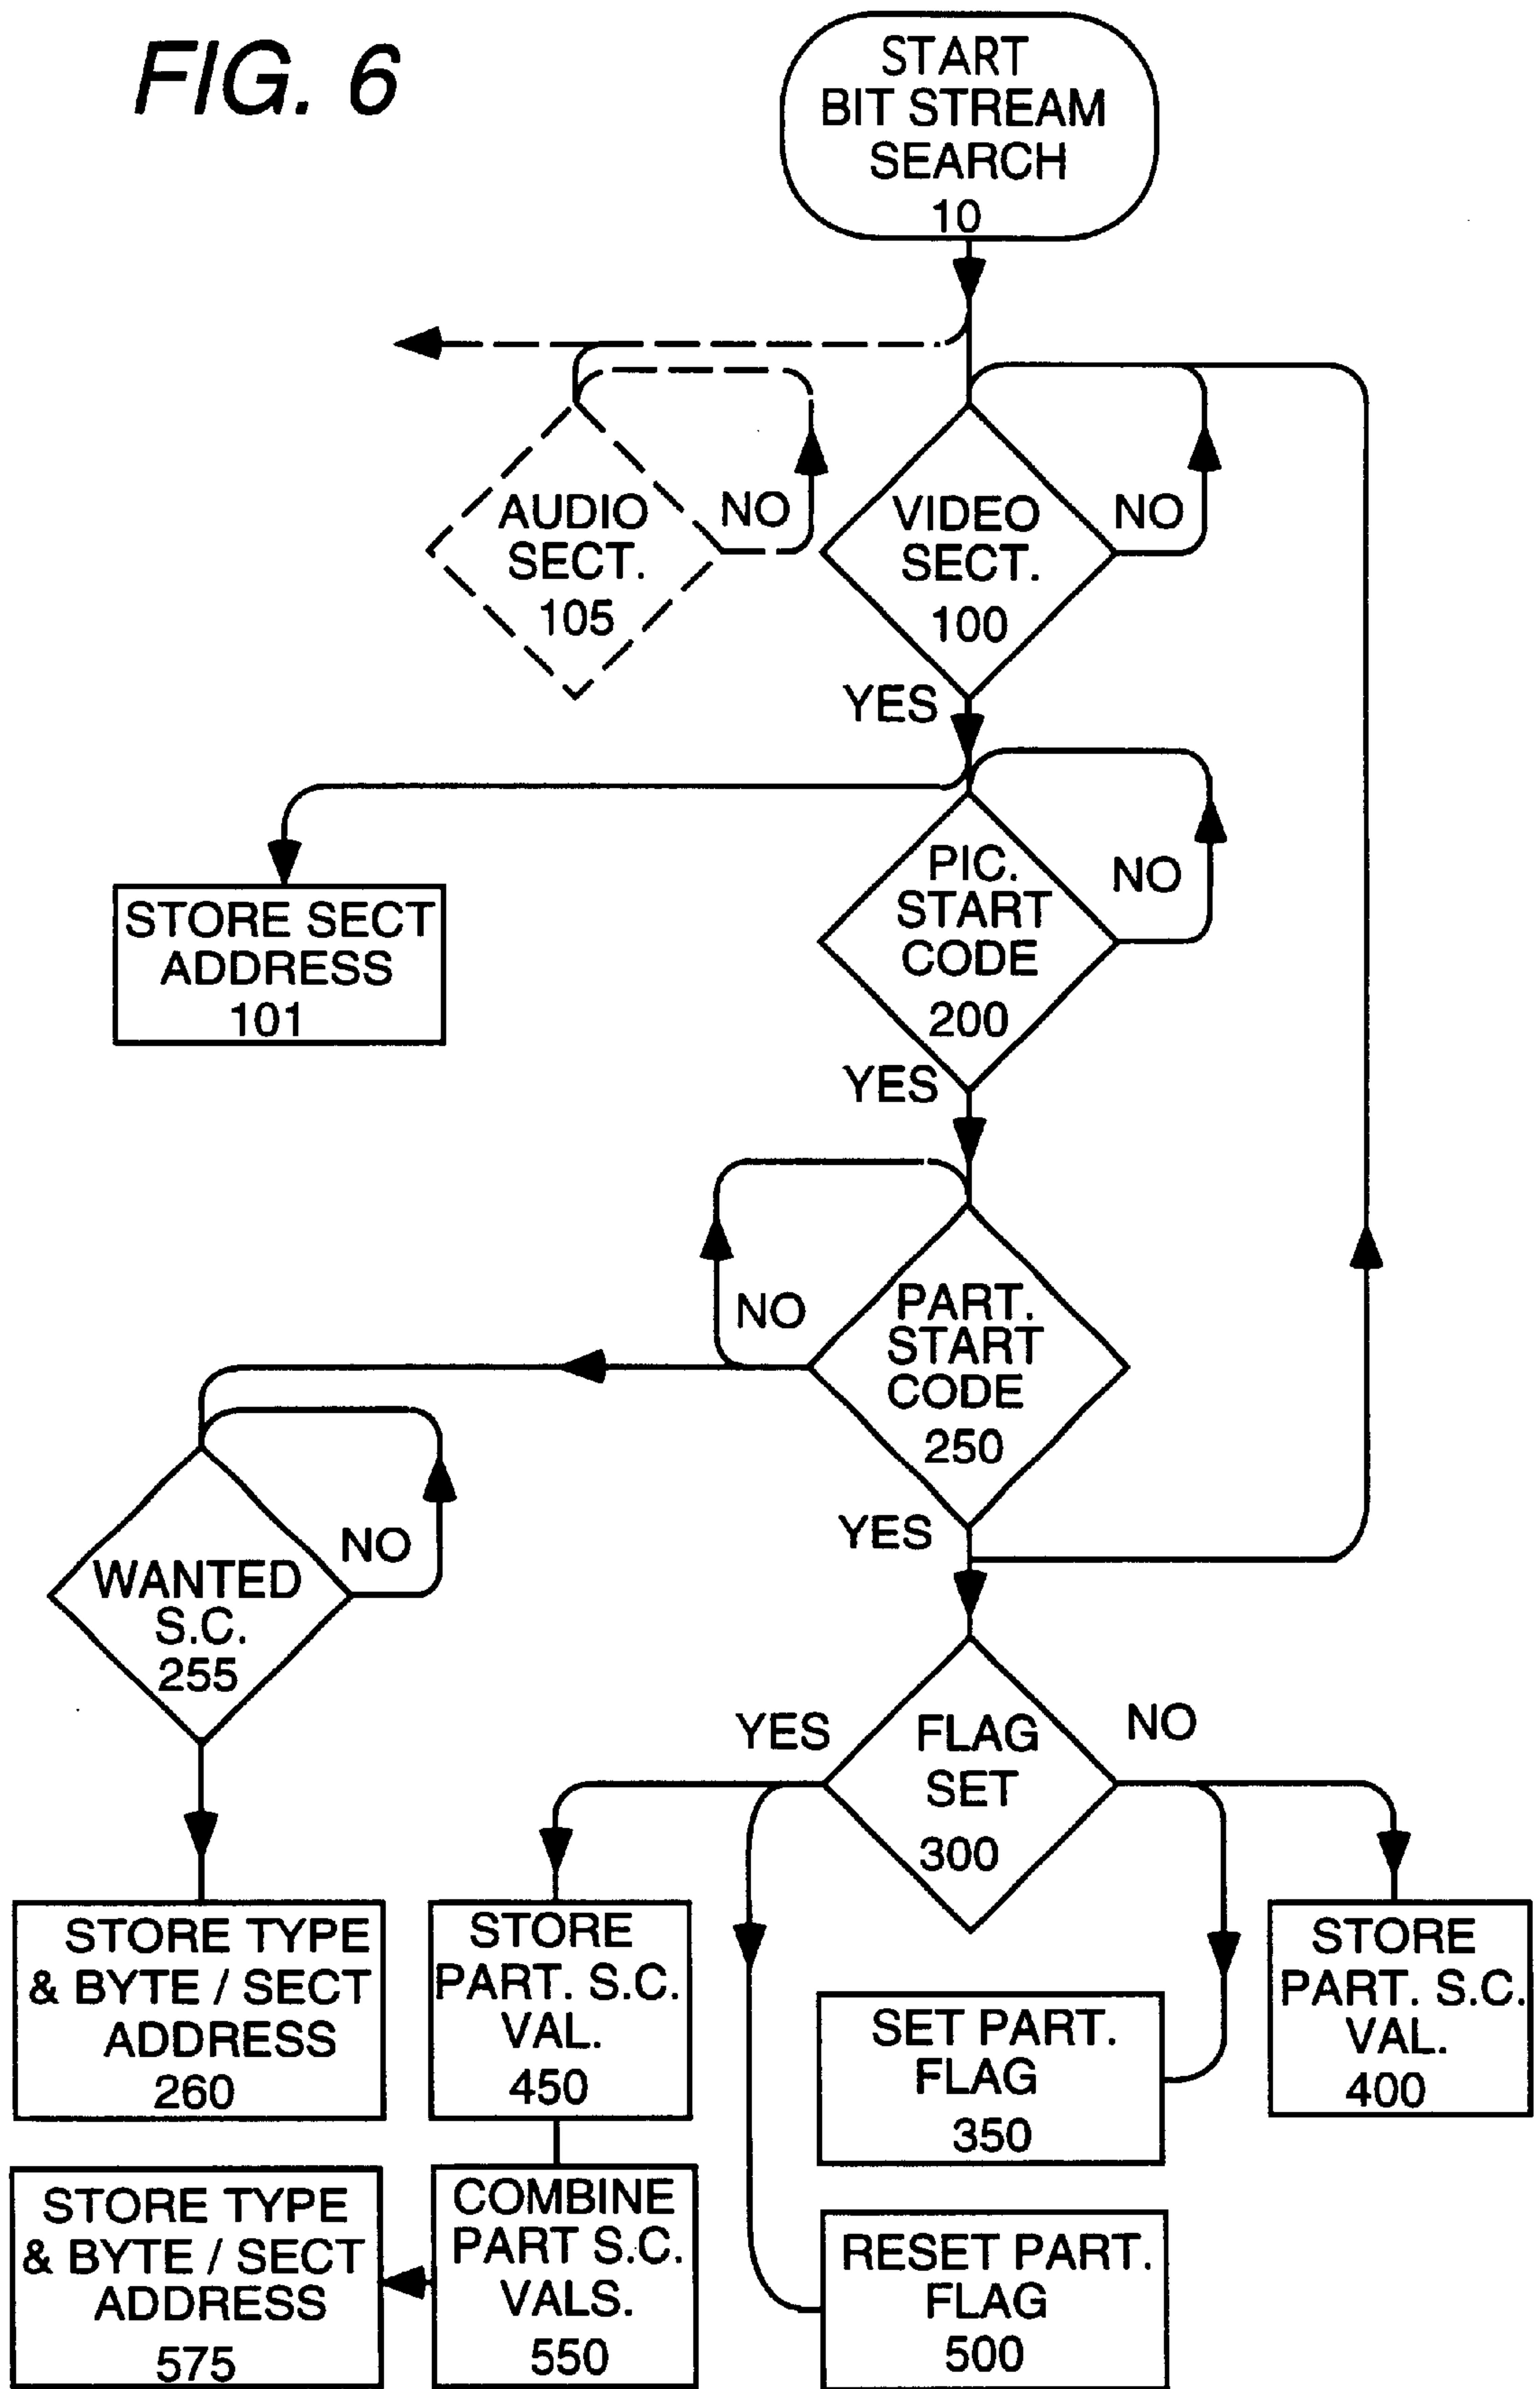 FIG. 6
START
BIT STREAM
SEARCH
10
AUDIO
SECT.
105
NO
VIDEO
SECT.
100
NO
YES
STORE SECT
ADDRESS
101
PIC.
START
CODE
200
NO
YES
PART.
START
CODE
250
NO
YES
WANTED
S.C.
255
NO
FLAG
SET
300
YES
NO
STORE TYPE
& BYTE / SECT
ADDRESS
260
STORE
PART. S.C.
VAL.
450
SET PART.
FLAG
350
STORE
PART. S.C.
VAL.
400
STORE TYPE
& BYTE / SECT
ADDRESS
575
COMBINE
PART S.C.
VALS.
550
RESET PART.
FLAG
500